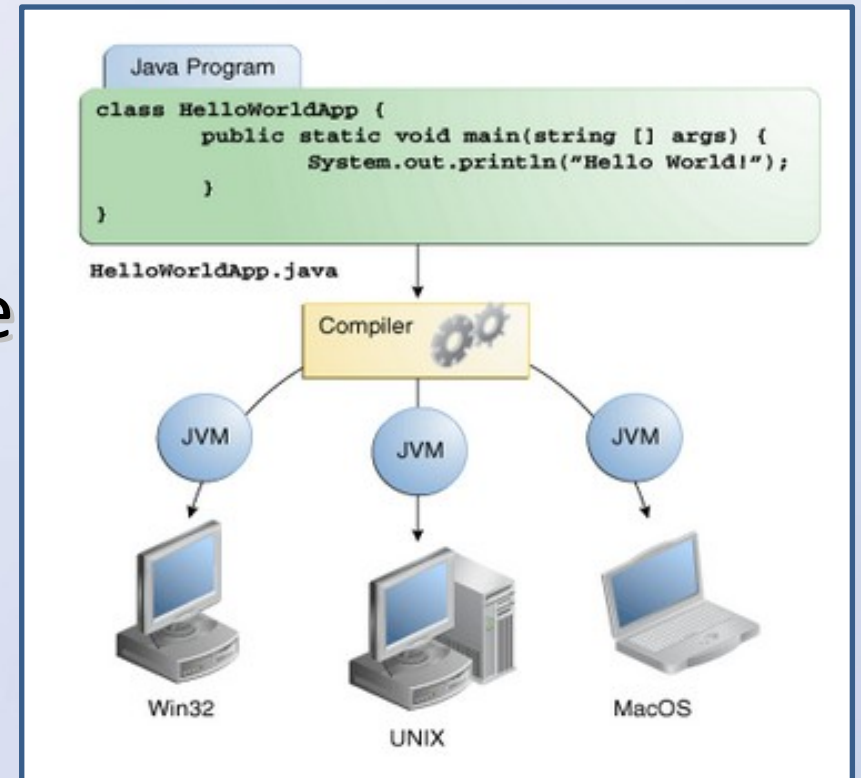 Java Program
class HelloWorldApp {
public static void main(string [] args) {
System.out.println("Hello World!");
}
}
HelloWorldApp.java
Compiler
JVM
JVM
JVM
Win32
UNIX
MacOS